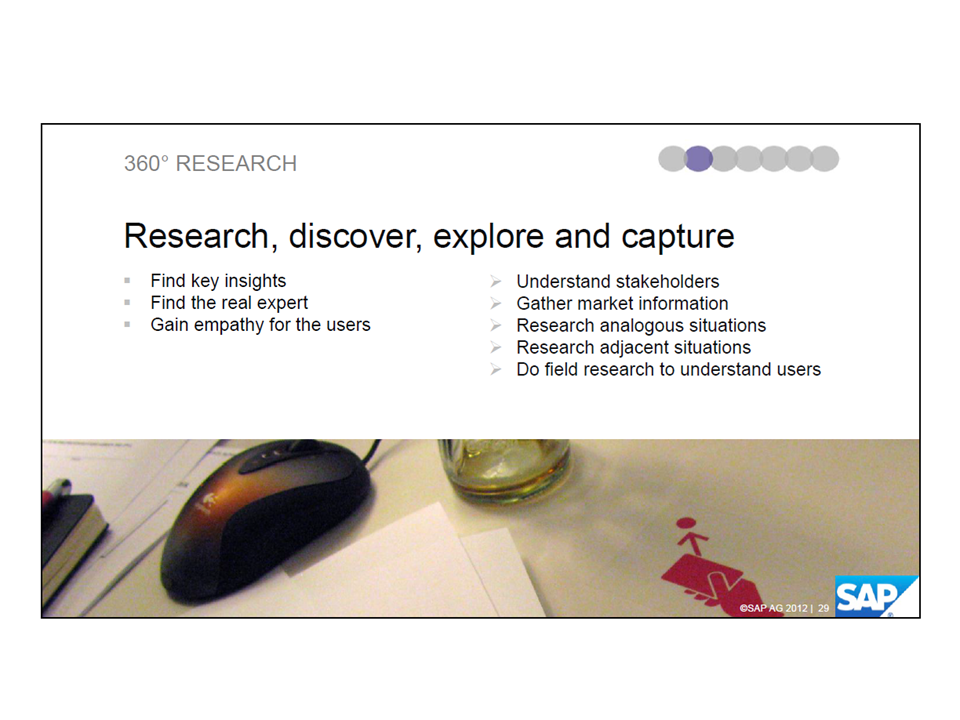 360° RESEARCH
Research, discover, explore and capture
Find key insights
Find the real expert
Gain empathy for the users
Understand stakeholders
Gather market information
Research analogous situations
Research adjacent situations
Do field research to understand users
©SAP AG 2012 | 29
SAP
®